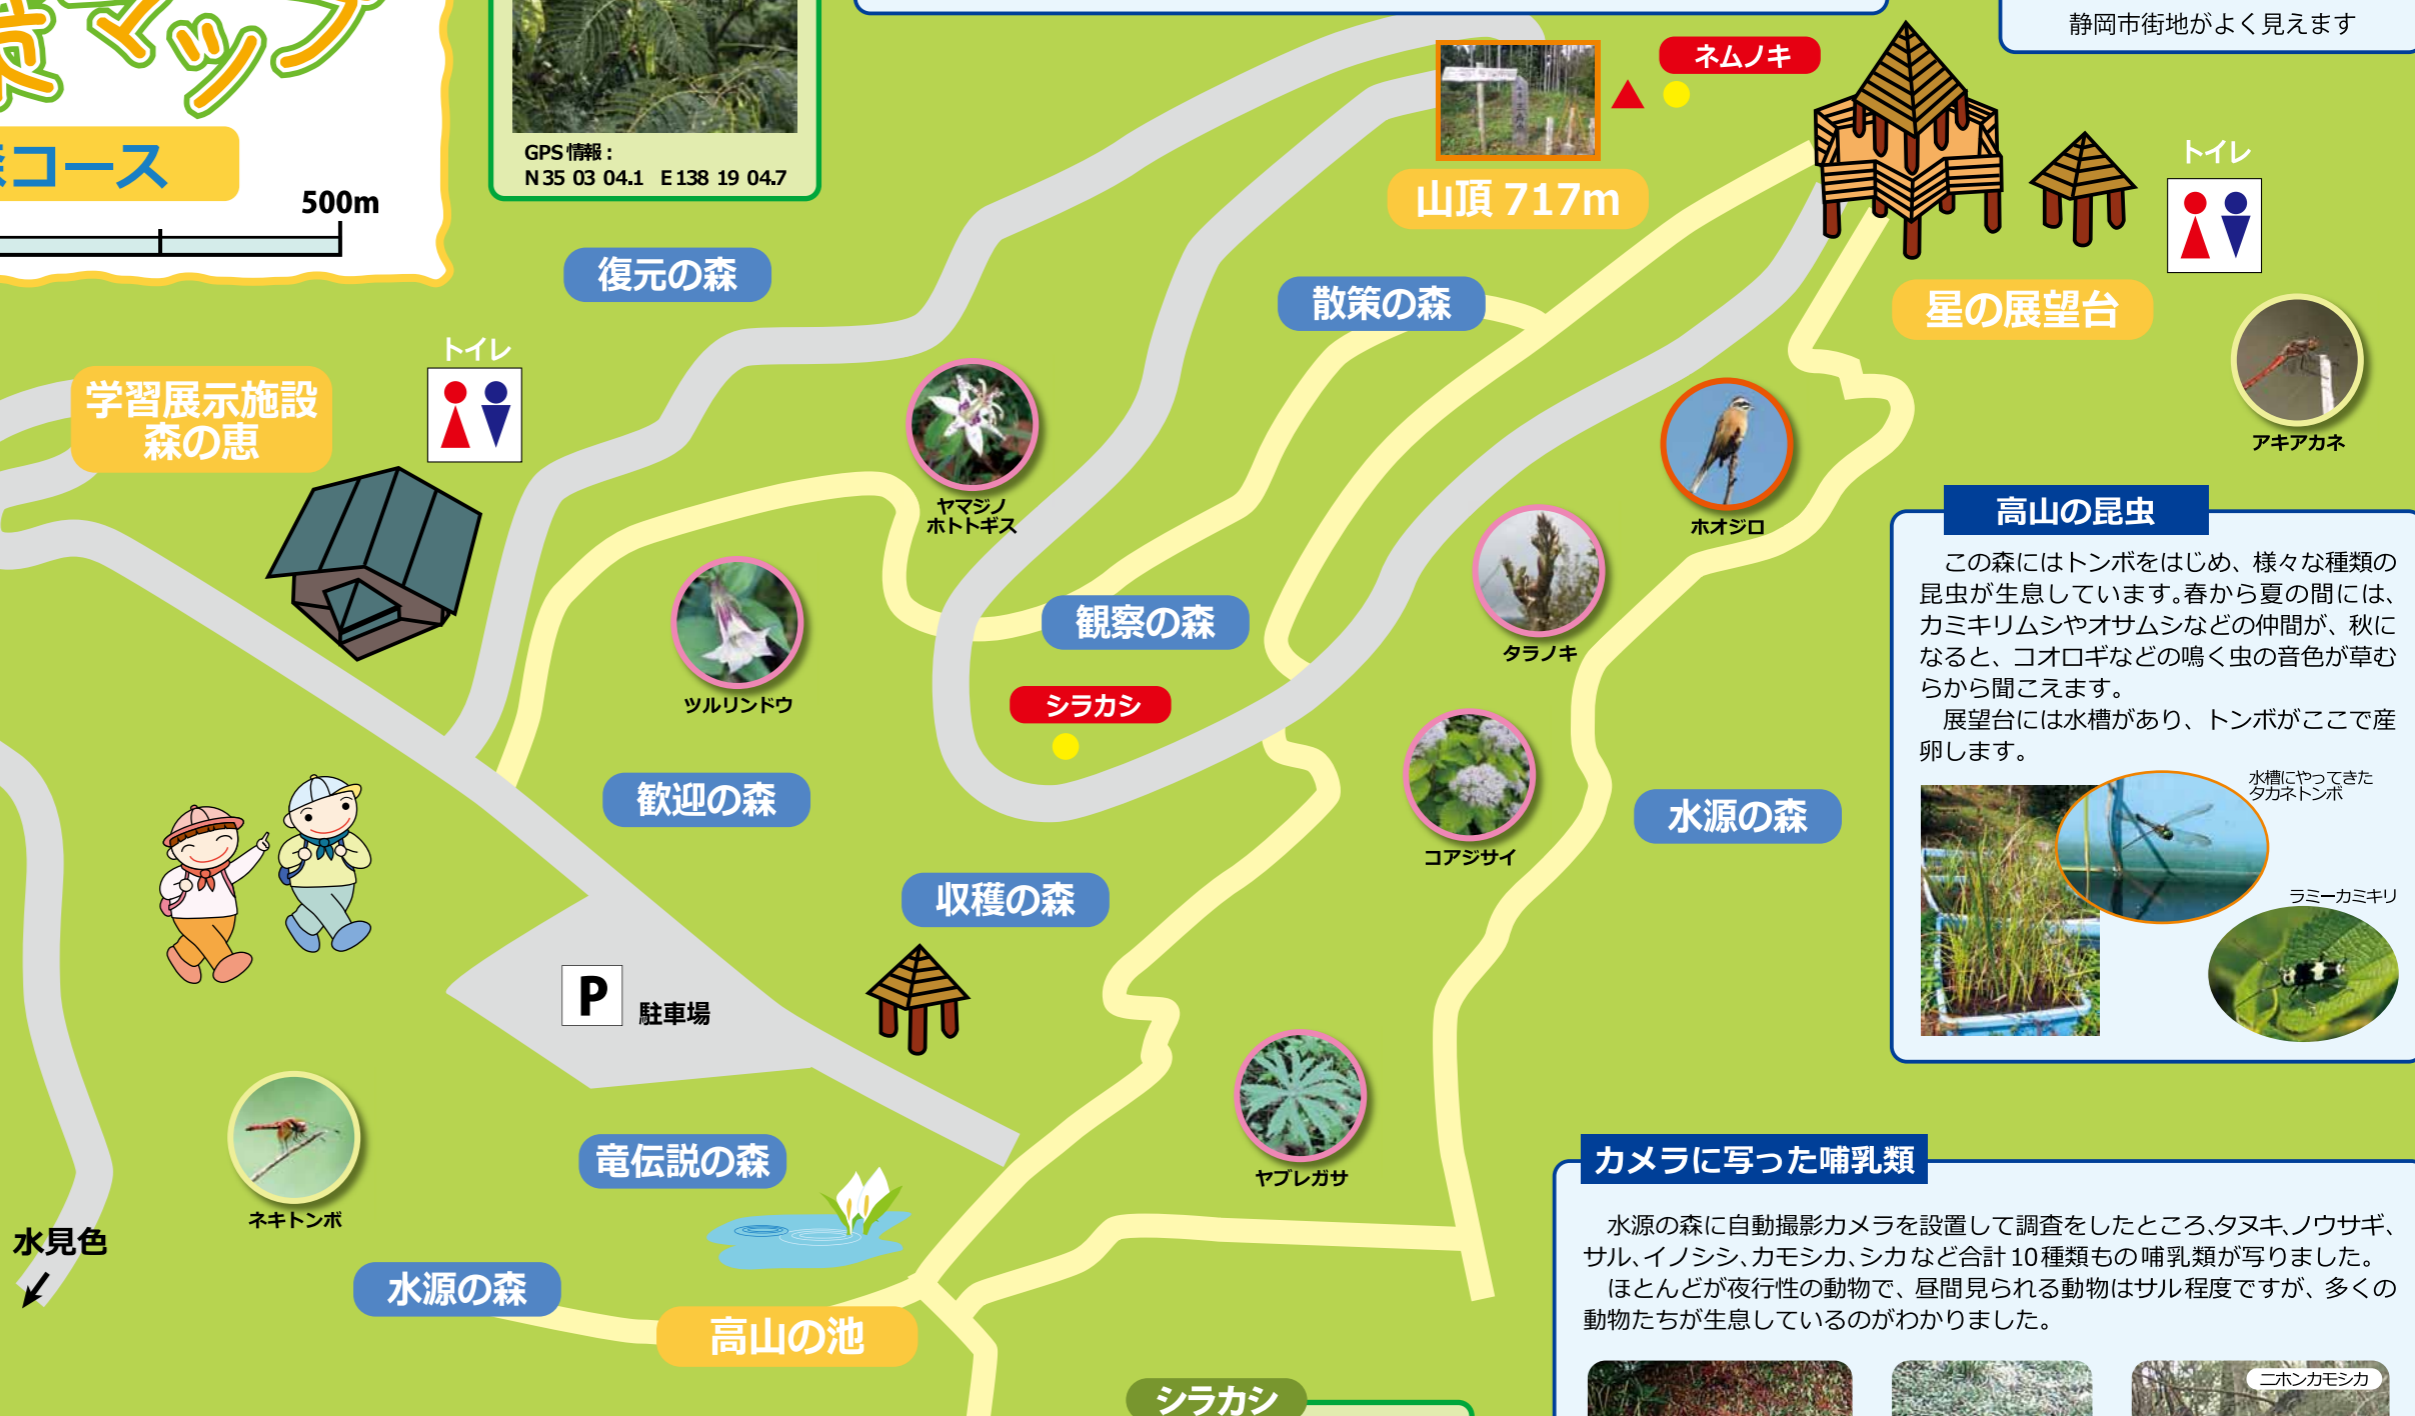 マップ
コース
500m
GPS情報：
N35 03 04.1 E138 19 04.7
静岡市街地がよく見えます
ネムノキ
山頂 717m
トイレ
星の展望台
復元の森
散策の森
トイレ
学習展示施設
森の恵
アキアカネ
ヤマジノ
ホトトギス
ホオジロ
タラノキ
観察の森
ツルリンドウ
シラカシ
歓迎の森
コアジサイ
水源の森
収穫の森
P 駐車場
ヤブレガサ
竜伝説の森
ネキトンボ
水見色
水源の森
高山の池
シラカシ
高山の昆虫
この森にはトンボをはじめ、様々な種類の
昆虫が生息しています。春から夏の間には、
カミキリムシやオサムシなどの仲間が、秋に
なると、コオロギなどの鳴く虫の音色が草む
らから聞こえます。
展望台には水槽があり、トンボがここで産
卵します。
水槽にやってきた
タカネトンボ
ラミーカミキリ
カメラに写った哺乳類
水源の森に自動撮影カメラを設置して調査をしたところ、タヌキ、ノウサギ、
サル、イノシシ、カモシカ、シカなど合計10種類もの哺乳類が写りました。
ほとんどが夜行性の動物で、昼間見られる動物はサル程度ですが、多くの
動物たちが生息しているのがわかりました。
ニホンカモシカ